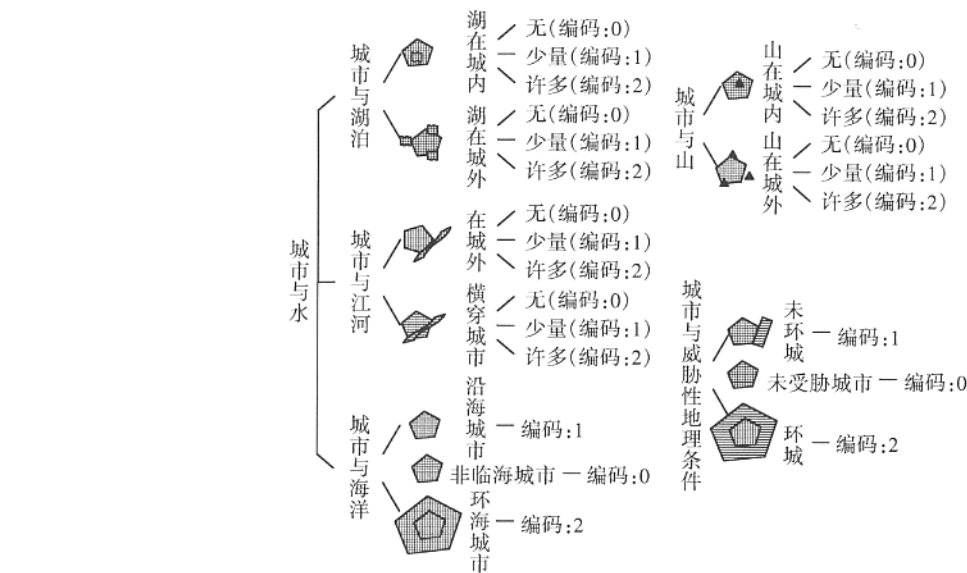 城市与水
城市与湖泊
湖在城内
无(编码:0)
少量(编码:1)
许多(编码:2)
湖在城外
无(编码:0)
少量(编码:1)
许多(编码:2)
城市与江河
在城外
无(编码:0)
少量(编码:1)
许多(编码:2)
横穿城市
无(编码:0)
少量(编码:1)
许多(编码:2)
城市与海洋
沿海城市
编码:1
非临海城市
编码:0
环海城市
编码:2
城市与山
山在城内
无(编码:0)
少量(编码:1)
许多(编码:2)
山在城外
无(编码:0)
少量(编码:1)
许多(编码:2)
城市与威胁性地理条件
未环城
编码:1
未受胁城市
编码:0
环城
编码:2